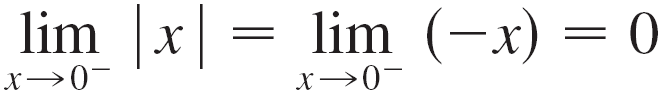 lim_{x→0⁻} |x| = lim_{x→0⁻} (−x) = 0